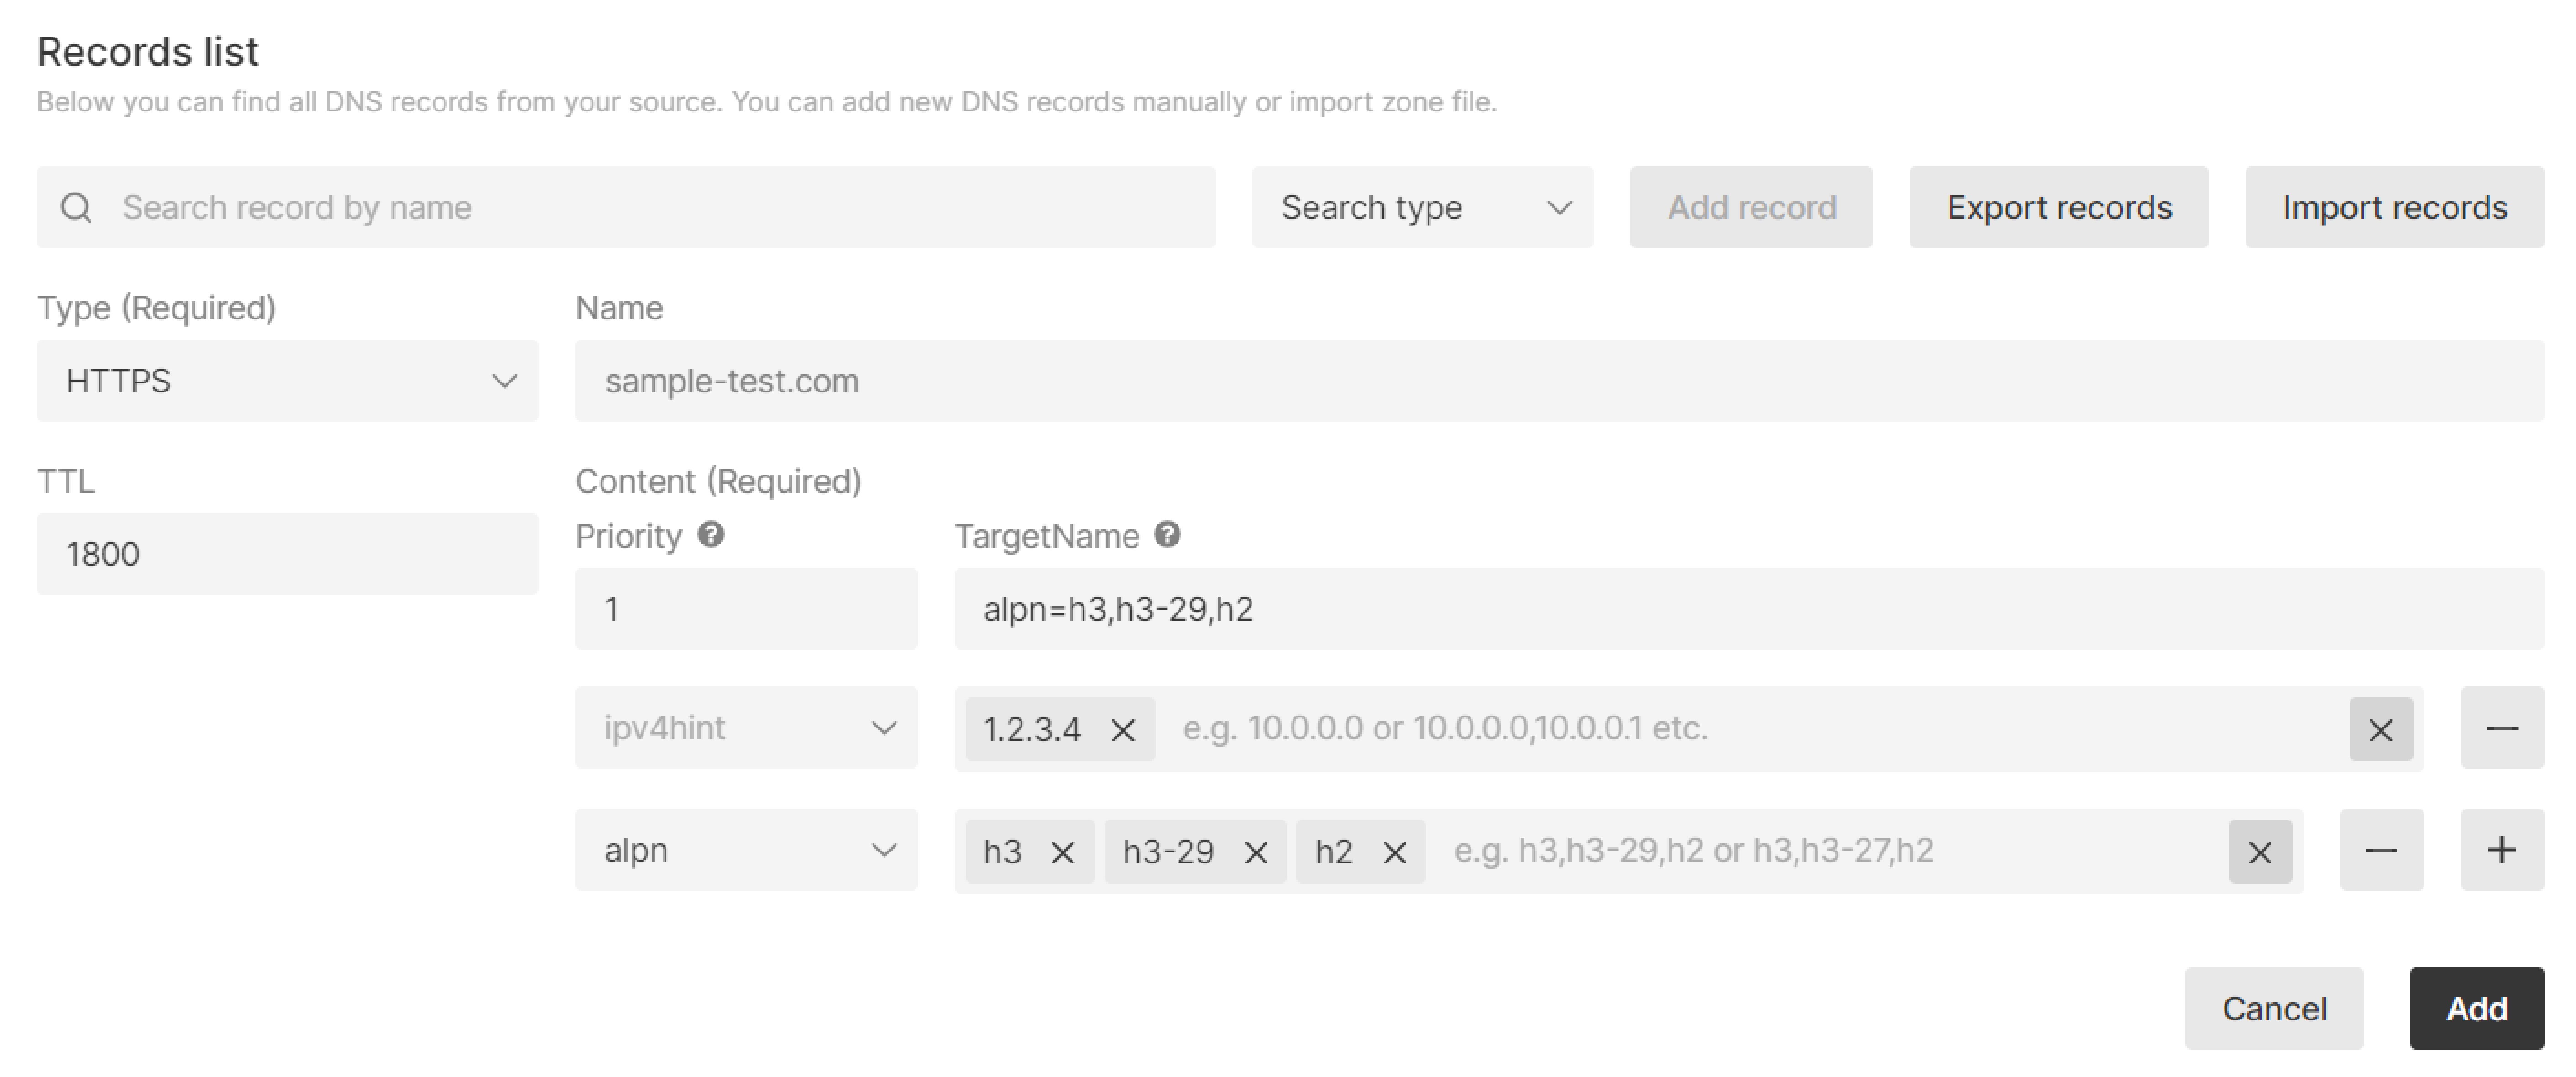 Records list
Below you can find all DNS records from your source. You can add new DNS records manually or import zone file.
Search record by name
Search type
Add record
Export records
Import records
Type (Required)
Name
HTTPS
sample-test.com
TTL
Content (Required)
Priority ?
TargetName ?
1800
1
alpn=h3,h3-29,h2
ipv4hint
1.2.3.4
e.g. 10.0.0.0 or 10.0.0.0,10.0.0.1 etc.
alpn
h3
h3-29
h2
e.g. h3,h3-29,h2 or h3,h3-27,h2
Cancel
Add